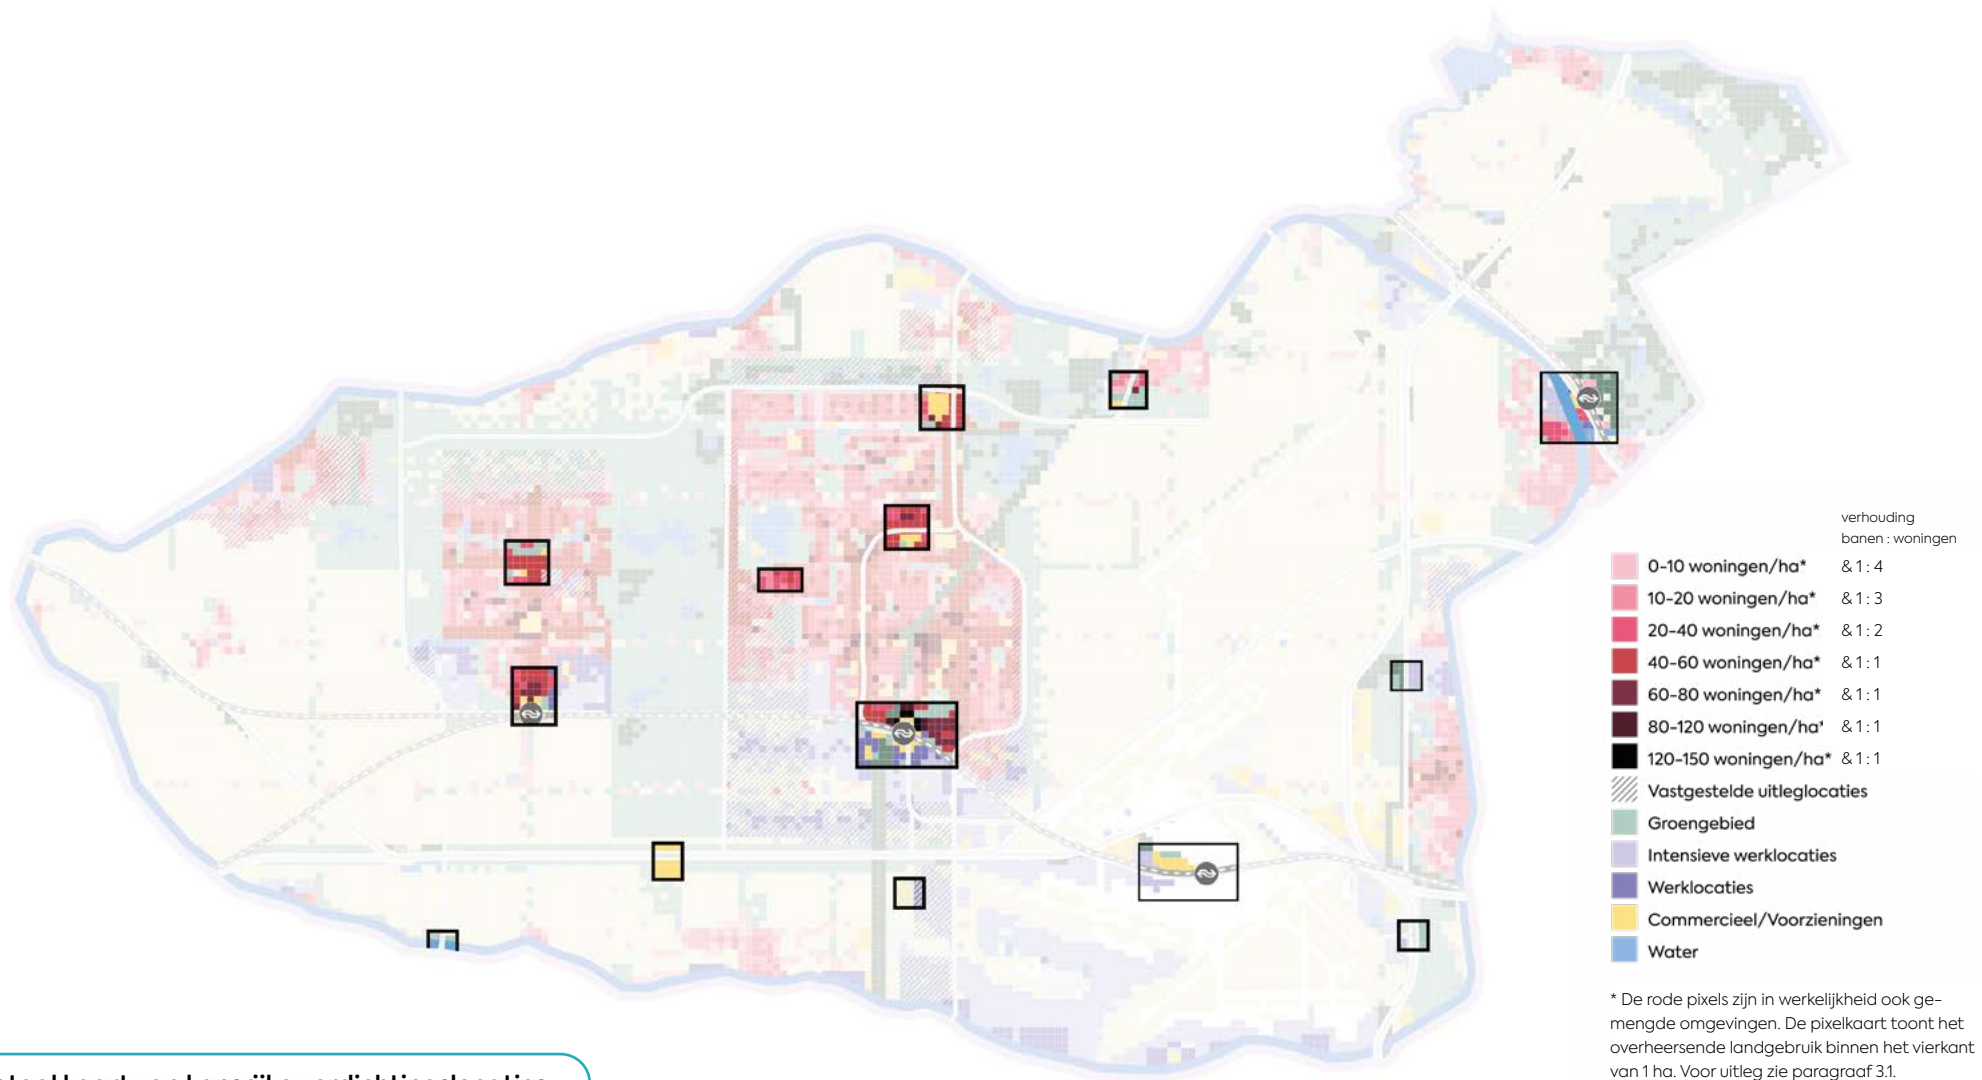 verhouding
banen : woningen
0-10 woningen/ha* & 1 : 4
10-20 woningen/ha* & 1 : 3
20-40 woningen/ha* & 1 : 2
40-60 woningen/ha* & 1 : 1
60-80 woningen/ha* & 1 : 1
80-120 woningen/ha* & 1 : 1
120-150 woningen/ha* & 1 : 1
Vastgestelde uitleglocaties
Groengebied
Intensieve werklocaties
Werklocaties
Commercieel/Voorzieningen
Water
* De rode pixels zijn in werkelijkheid ook ge-
mengde omgevingen. De pixelkaart toont het
overheersende landgebruik binnen het vierkant
van 1 ha. Voor uitleg zie paragraaf 3.1.